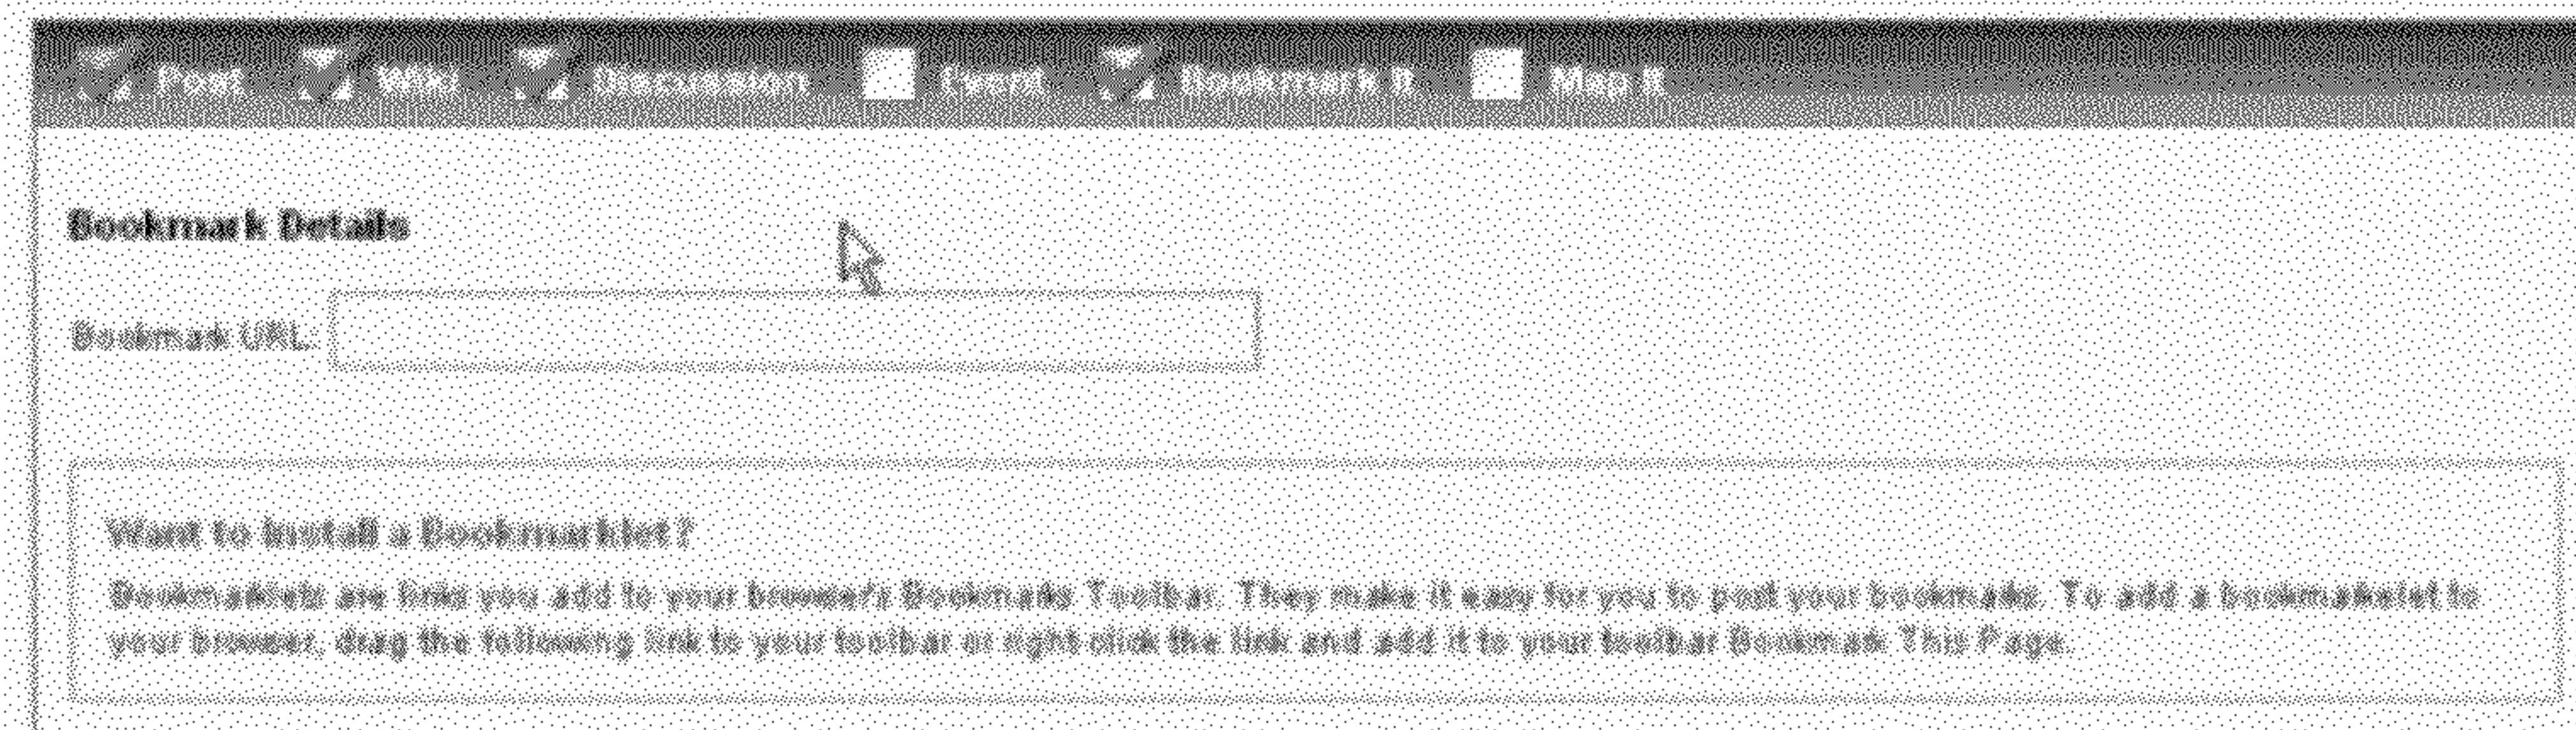 Post Wiki Discussion Event Bookmark It Map It
Bookmark Details
Bookmark URL:
Want to Install a Bookmarklet?
Bookmarklets are links you add to your browser's Bookmarks Toolbar. They make it easy for you to post your bookmarks. To add a bookmarkelet to
your browser, drag the following link to your toolbar or right-click the link and add it to your toolbar Bookmark This Page.